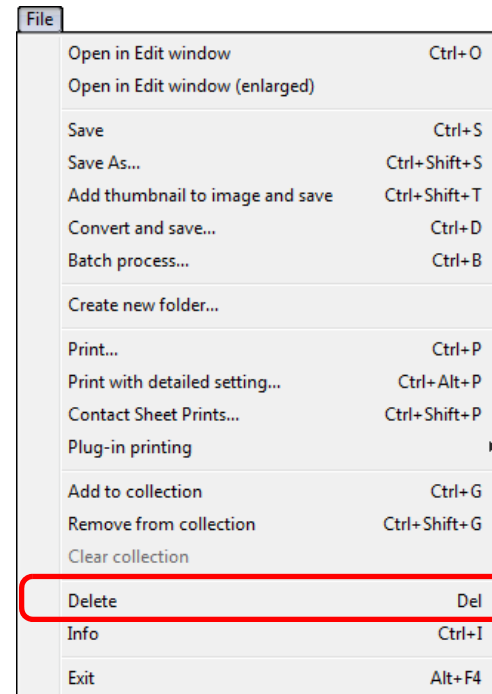 File
Open in Edit window Ctrl+O
Open in Edit window (enlarged)
Save Ctrl+S
Save As... Ctrl+Shift+S
Add thumbnail to image and save Ctrl+Shift+T
Convert and save... Ctrl+D
Batch process... Ctrl+B
Create new folder...
Print... Ctrl+P
Print with detailed setting... Ctrl+Alt+P
Contact Sheet Prints... Ctrl+Shift+P
Plug-in printing
Add to collection Ctrl+G
Remove from collection Ctrl+Shift+G
Clear collection
Delete Del
Info Ctrl+I
Exit Alt+F4